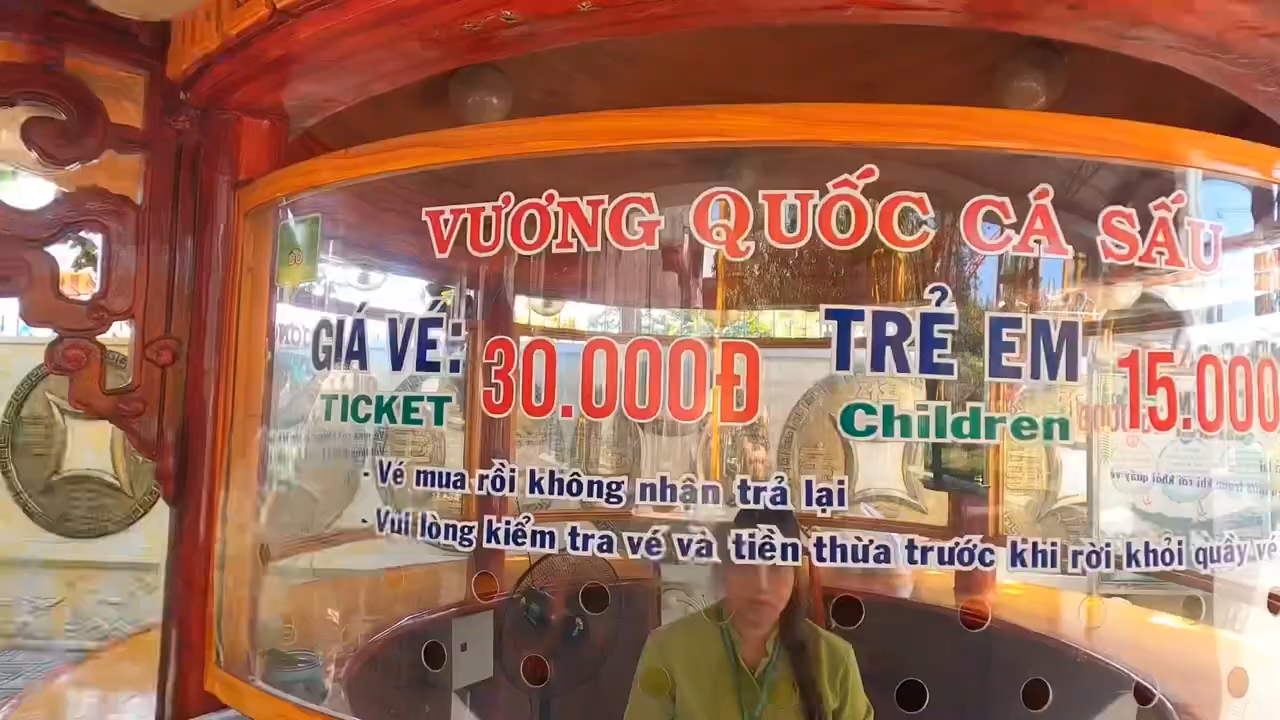 VƯƠNG QUỐC CÁ SẤU
GIÁ VÉ: 30.000Đ TRẺ EM 15.000
TICKET Children
- Vé mua rồi không nhận trả lại
Vui lòng kiểm tra vé và tiền thừa trước khi rời khỏi quầy vé